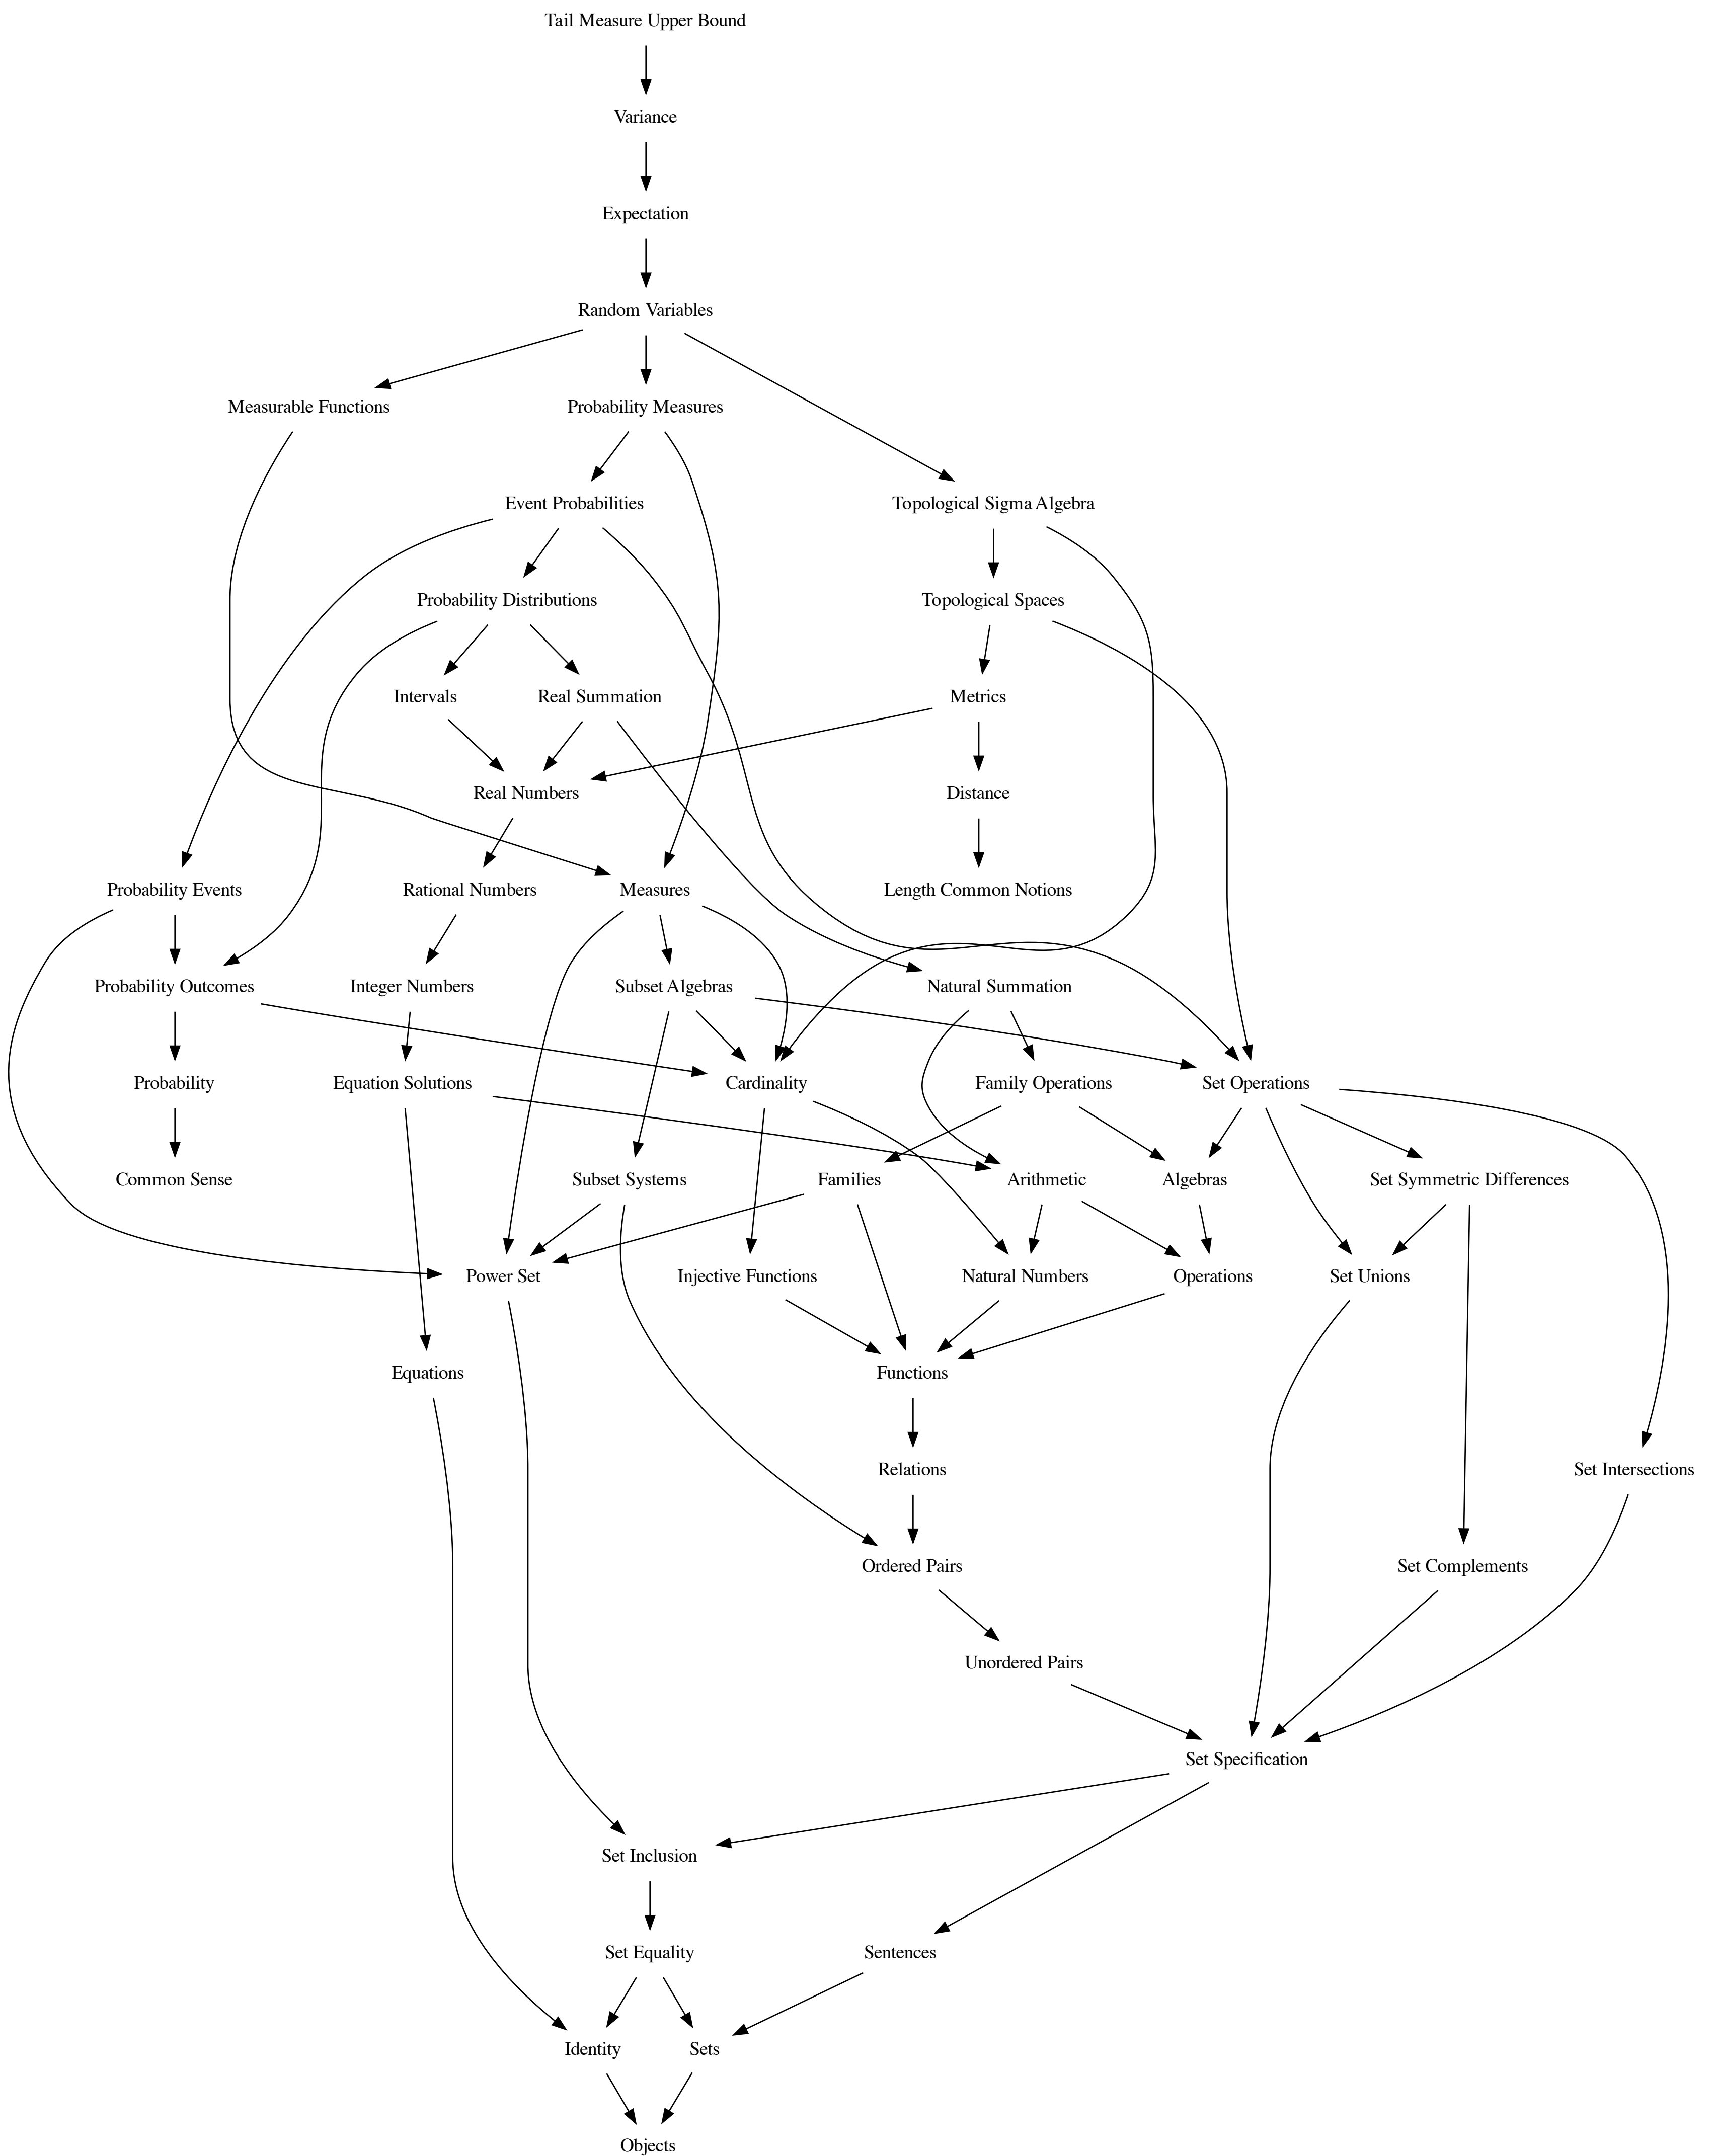 Tail Measure Upper Bound
Variance
Expectation
Random Variables
Measurable Functions
Probability Measures
Event Probabilities
Topological Sigma Algebra
Probability Distributions
Topological Spaces
Intervals
Real Summation
Metrics
Real Numbers
Distance
Probability Events
Rational Numbers
Measures
Length Common Notions
Probability Outcomes
Integer Numbers
Subset Algebras
Natural Summation
Probability
Equation Solutions
Cardinality
Family Operations
Set Operations
Common Sense
Subset Systems
Families
Arithmetic
Algebras
Set Symmetric Differences
Power Set
Injective Functions
Natural Numbers
Operations
Set Unions
Equations
Functions
Relations
Set Intersections
Ordered Pairs
Set Complements
Unordered Pairs
Set Specification
Set Inclusion
Set Equality
Sentences
Identity
Sets
Objects